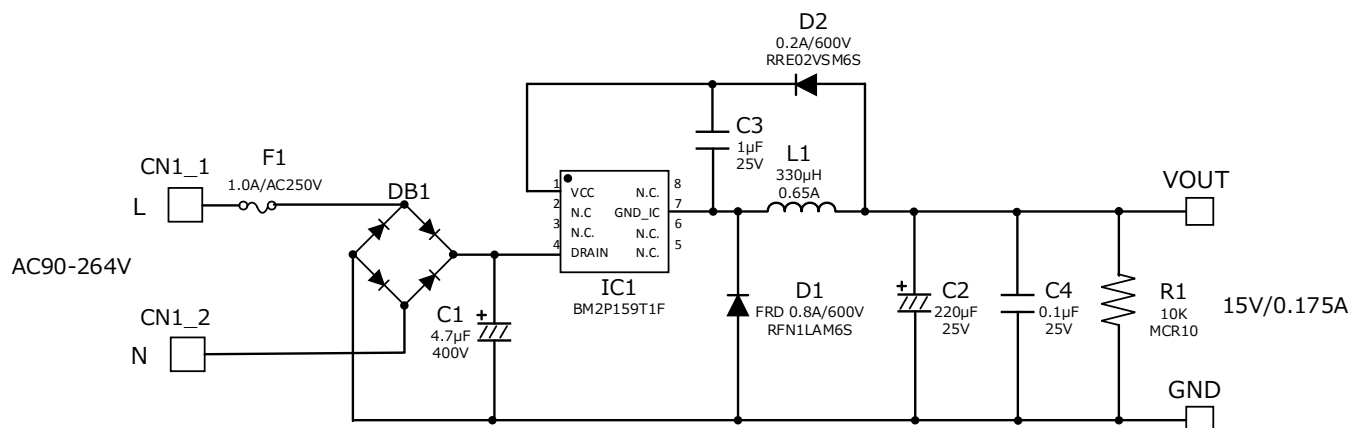 D2
0.2A/600V
RRE02VSM6S
C3
1µF
25V
L1
330µH
0.65A
CN1_1
L
F1
1.0A/AC250V
DB1
1
VCC
N.C.
8
2
N.C
GND_IC
7
3
N.C.
N.C.
6
4
DRAIN
N.C.
5
IC1
BM2P159T1F
VOUT
AC90-264V
CN1_2
N
C1
4.7µF
400V
D1
FRD 0.8A/600V
RFN1LAM6S
C2
220µF
25V
C4
0.1µF
25V
R1
10K
MCR10
15V/0.175A
GND
+
+